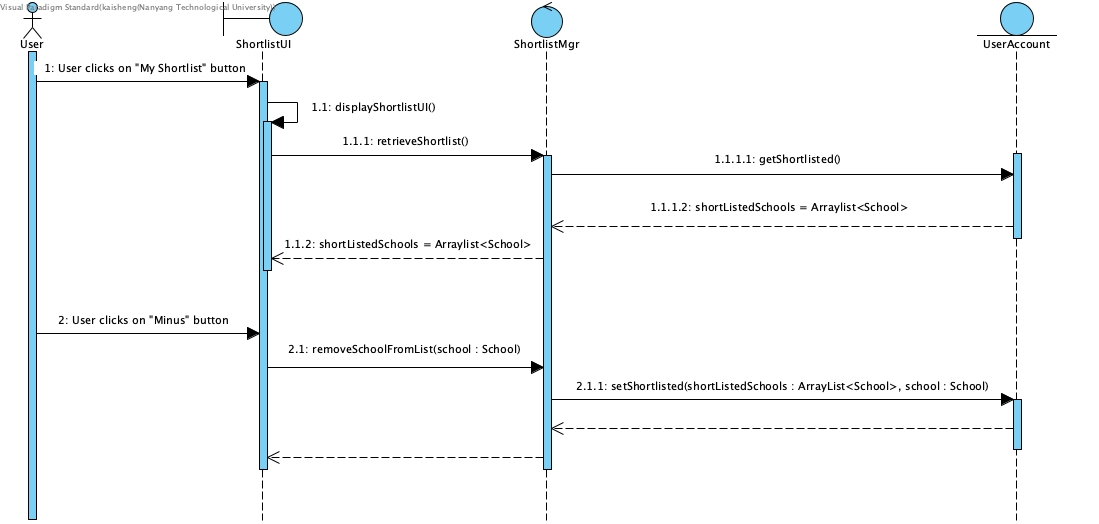 Visual Paradigm Standard(kaisheng(Nanyang Technological University))
User
ShortlistUI
ShortlistMgr
UserAccount
1: User clicks on "My Shortlist" button
1.1: displayShortlistUI()
1.1.1: retrieveShortlist()
1.1.1.1: getShortlisted()
1.1.1.2: shortListedSchools = Arraylist<School>
1.1.2: shortListedSchools = Arraylist<School>
2: User clicks on "Minus" button
2.1: removeSchoolFromList(school : School)
2.1.1: setShortlisted(shortListedSchools : ArrayList<School>, school : School)